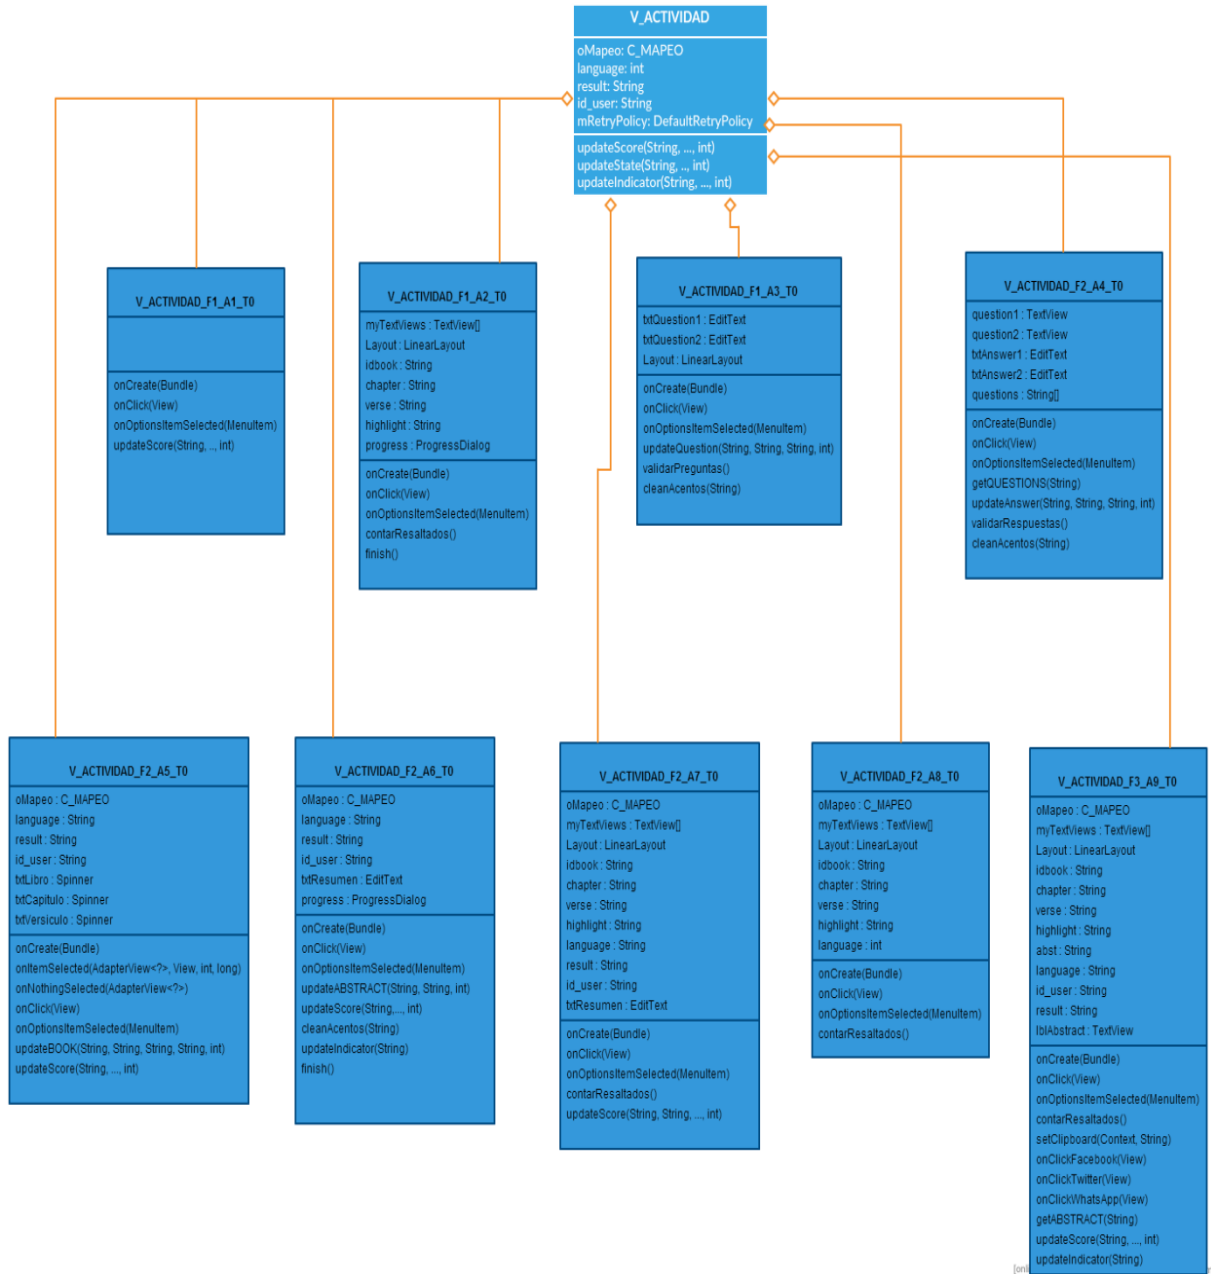 V_ACTIVIDAD
oMapeo: C_MAPEO
language: int
result: String
id_user: String
mRetryPolicy: DefaultRetryPolicy
updateScore(String, ..., int)
updateState(String, .., int)
updateIndicator(String, ..., int)
V_ACTIVIDAD_F1_A1_T0
onCreate(Bundle)
onClick(View)
onOptionsItemSelected(MenuItem)
updateScore(String, .., int)
V_ACTIVIDAD_F1_A2_T0
myTextViews : TextView[]
Layout : LinearLayout
idbook : String
chapter : String
verse : String
highlight : String
progress : ProgressDialog
onCreate(Bundle)
onClick(View)
onOptionsItemSelected(MenuItem)
contarResaltados()
finish()
V_ACTIVIDAD_F1_A3_T0
txtQuestion1 : EditText
txtQuestion2 : EditText
Layout : LinearLayout
onCreate(Bundle)
onClick(View)
onOptionsItemSelected(MenuItem)
updateQuestion(String, String, String, int)
validarPreguntas()
cleanAcentos(String)
V_ACTIVIDAD_F2_A4_T0
question1 : TextView
question2 : TextView
txtAnswer1 : EditText
txtAnswer2 : EditText
questions : String[]
onCreate(Bundle)
onClick(View)
onOptionsItemSelected(MenuItem)
getQUESTIONS(String)
updateAnswer(String, String, String, int)
validarRespuestas()
cleanAcentos(String)
V_ACTIVIDAD_F2_A5_T0
oMapeo : C_MAPEO
language : String
result : String
id_user : String
txtLibro : Spinner
txtCapitulo : Spinner
txtVersiculo : Spinner
onCreate(Bundle)
onItemSelected(AdapterView<?>, View, int, long)
onNothingSelected(AdapterView<?>)
onClick(View)
onOptionsItemSelected(MenuItem)
updateBOOK(String, String, String, String, int)
updateScore(String, ..., int)
V_ACTIVIDAD_F2_A6_T0
oMapeo : C_MAPEO
language : String
result : String
id_user : String
txtResumen : EditText
progress : ProgressDialog
onCreate(Bundle)
onClick(View)
onOptionsItemSelected(MenuItem)
updateABSTRACT(String, String, int)
updateScore(String,..., int)
cleanAcentos(String)
updateIndicator(String)
finish()
V_ACTIVIDAD_F2_A7_T0
oMapeo : C_MAPEO
myTextViews : TextView[]
Layout : LinearLayout
idbook : String
chapter : String
verse : String
highlight : String
language : String
result : String
id_user : String
txtResumen : EditText
onCreate(Bundle)
onClick(View)
onOptionsItemSelected(MenuItem)
contarResaltados()
updateScore(String, String, ..., int)
V_ACTIVIDAD_F2_A8_T0
oMapeo : C_MAPEO
myTextViews : TextView[]
Layout : LinearLayout
idbook : String
chapter : String
verse : String
highlight : String
language : int
onCreate(Bundle)
onClick(View)
onOptionsItemSelected(MenuItem)
contarResaltados()
V_ACTIVIDAD_F3_A9_T0
oMapeo : C_MAPEO
myTextViews : TextView[]
Layout : LinearLayout
idbook : String
chapter : String
verse : String
highlight : String
abst : String
language : String
id_user : String
result : String
lblAbstract : TextView
onCreate(Bundle)
onClick(View)
onOptionsItemSelected(MenuItem)
contarResaltados()
setClipboard(Context, String)
onClickFacebook(View)
onClickTwitter(View)
onClickWhatsApp(View)
getABSTRACT(String)
updateScore(String, ..., int)
updateIndicator(String)